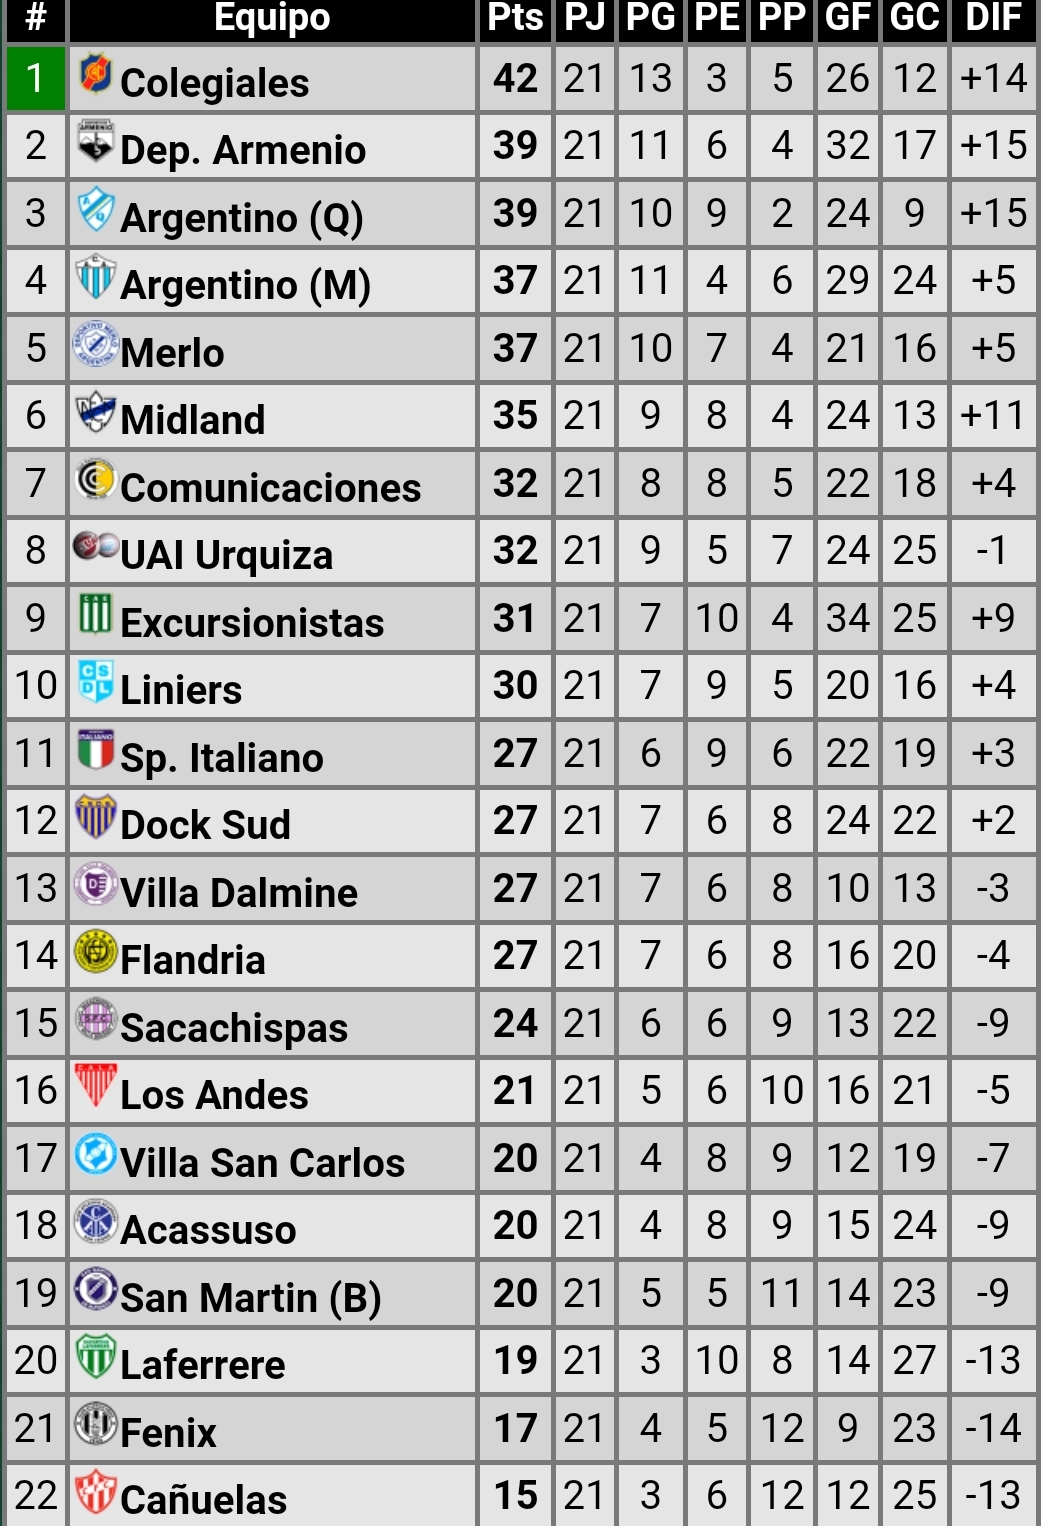 # Equipo Pts PJ PG PE PP GF GC DIF
1 Colegiales 42 21 13 3 5 26 12 +14
2 Dep. Armenio 39 21 11 6 4 32 17 +15
3 Argentino (Q) 39 21 10 9 2 24 9 +15
4 Argentino (M) 37 21 11 4 6 29 24 +5
5 Merlo 37 21 10 7 4 21 16 +5
6 Midland 35 21 9 8 4 24 13 +11
7 Comunicaciones 32 21 8 8 5 22 18 +4
8 UAI Urquiza 32 21 9 5 7 24 25 -1
9 Excursionistas 31 21 7 10 4 34 25 +9
10 Liniers 30 21 7 9 5 20 16 +4
11 Sp. Italiano 27 21 6 9 6 22 19 +3
12 Dock Sud 27 21 7 6 8 24 22 +2
13 Villa Dalmine 27 21 7 6 8 10 13 -3
14 Flandria 27 21 7 6 8 16 20 -4
15 Sacachispas 24 21 6 6 9 13 22 -9
16 Los Andes 21 21 5 6 10 16 21 -5
17 Villa San Carlos 20 21 4 8 9 12 19 -7
18 Acassuso 20 21 4 8 9 15 24 -9
19 San Martin (B) 20 21 5 5 11 14 23 -9
20 Laferrere 19 21 3 10 8 14 27 -13
21 Fenix 17 21 4 5 12 9 23 -14
22 Cañuelas 15 21 3 6 12 12 25 -13